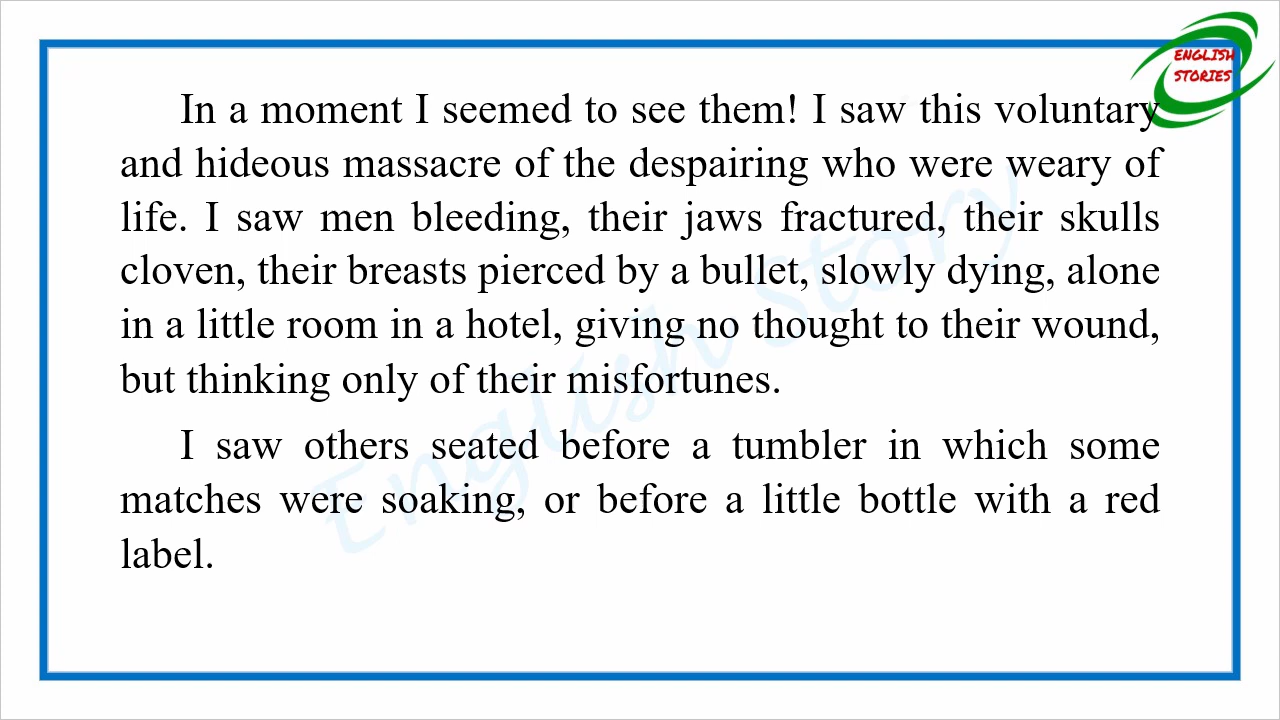 ENGLISH
STORIES
In a moment I seemed to see them! I saw this voluntary
and hideous massacre of the despairing who were weary of
life. I saw men bleeding, their jaws fractured, their skulls
cloven, their breasts pierced by a bullet, slowly dying, alone
in a little room in a hotel, giving no thought to their wound,
but thinking only of their misfortunes.
I saw others seated before a tumbler in which some
matches were soaking, or before a little bottle with a red
label.
English Story